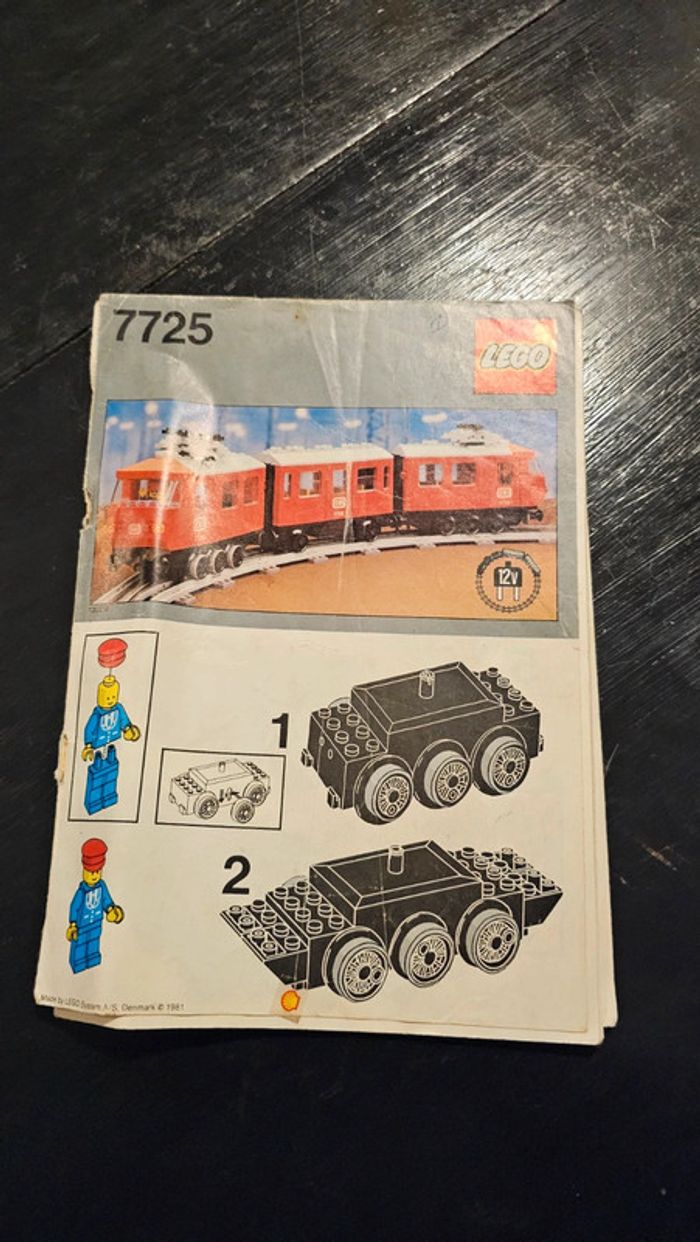 7725
LEGO
12V
1
2
Made by LEGO System A/S, Denmark © 1981